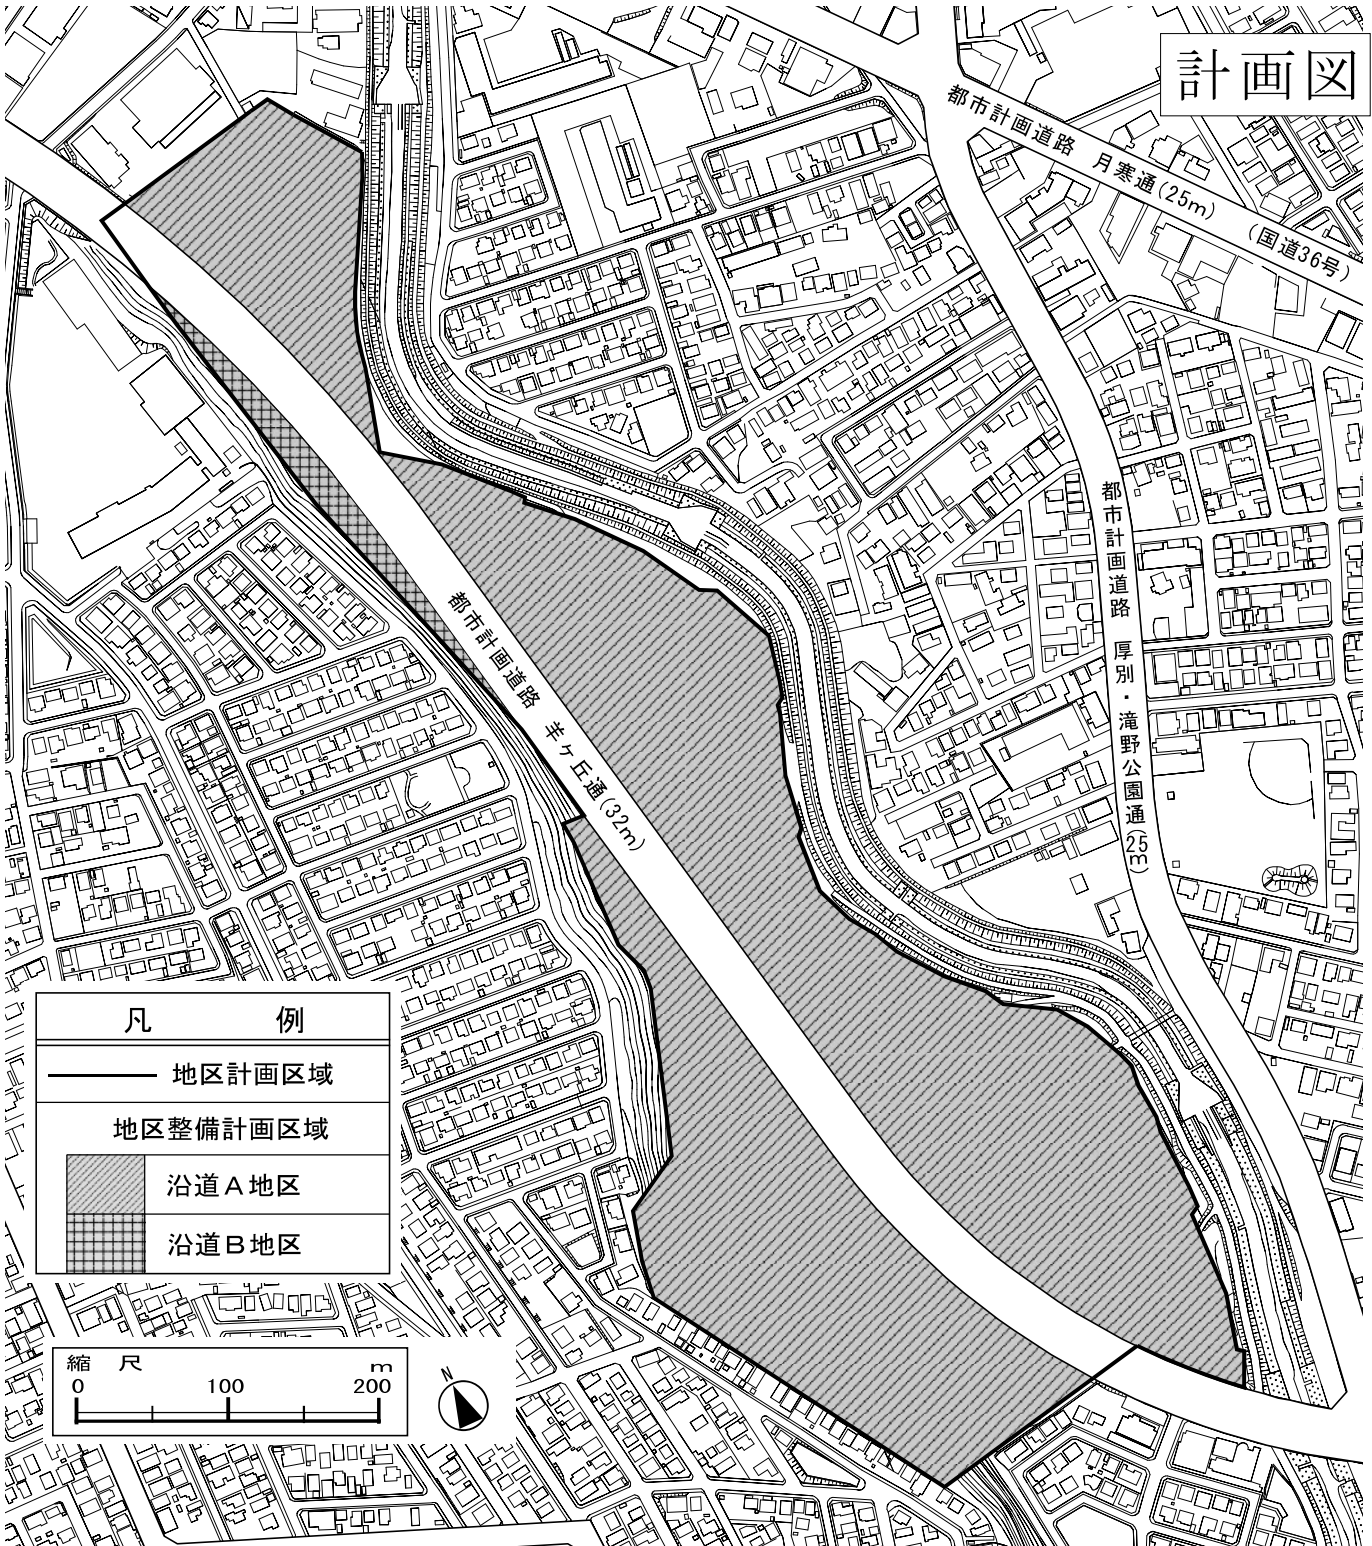 計画図
都市計画道路 月寒通(25m)
(国道36号)
都市計画道路 厚別・滝野公園通(25m)
都市計画道路 羊ケ丘通(32m)
凡 例
地区計画区域
地区整備計画区域
沿道A地区
沿道B地区
縮 尺 m
0 100 200
N